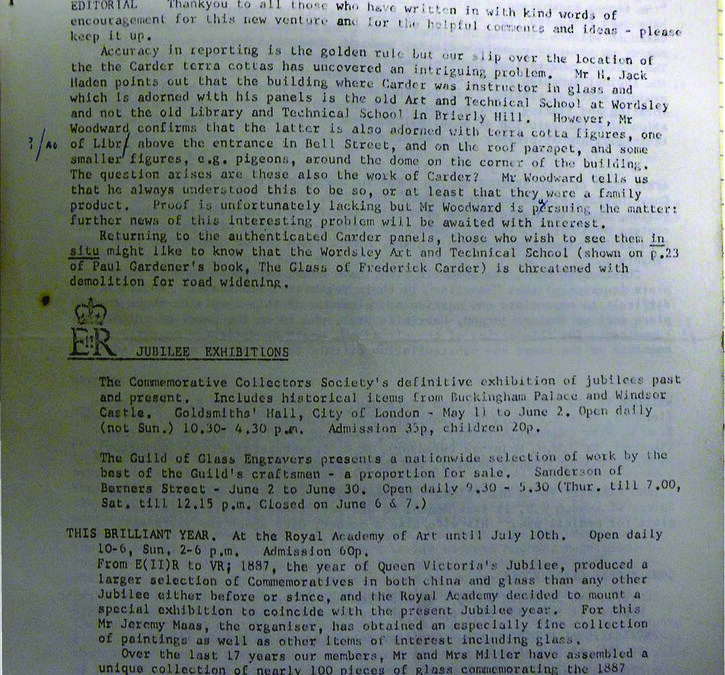 EDITORIAL Thankyou to all those who have written in with kind words of
encouragement for this new venture and for the helpful comments and ideas - please
keep it up.
Accuracy in reporting is the golden rule but our slip over the location of
the the Carder terra cottas has uncovered an intriguing problem. Mr H. Jack
Haden points out that the building where Carder was instructor in glass and
which is adorned with his panels is the old Art and Technical School at Wordsley
and not the old Library and Technical School in Brierly Hill. However, Mr
Woodward confirms that the latter is also adorned with terra cotta figures, one
of Libr/ above the entrance in Bell Street, and on the roof parapet, and some
smaller figures, e.g. pigeons, around the dome on the corner of the building.
The question arises are these also the work of Carder? Mr Woodward tells us
that he always understood this to be so, or at least that they were a family
product. Proof is unfortunately lacking but Mr Woodward is pursuing the matter:
further news of this interesting problem will be awaited with interest.
Returning to the authenticated Carder panels, those who wish to see them in
situ might like to know that the Wordsley Art and Technical School (shown on p.23
of Paul Gardener's book, The Glass of Frederick Carder) is threatened with
demolition for road widening.
EIIR JUBILEE EXHIBITIONS
The Commemorative Collectors Society's definitive exhibition of jubilees past
and present. Includes historical items from Buckingham Palace and Windsor
Castle. Goldsmiths' Hall, City of London - May 11 to June 2. Open daily
(not Sun.) 10.30- 4.30 p.m. Admission 35p, children 20p.
The Guild of Glass Engravers presents a nationwide selection of work by the
best of the Guild's craftsmen - a proportion for sale. Sanderson of
Berners Street - June 2 to June 30. Open daily 9.30 - 5.30 (Thur. till 7.00,
Sat. till 12.15 p.m. Closed on June 6 & 7.)
THIS BRILLIANT YEAR. At the Royal Academy of Art until July 10th. Open daily
10-6, Sun. 2-6 p.m. Admission 60p.
From E(II)R to VR; 1887, the year of Queen Victoria's Jubilee, produced a
larger selection of Commemoratives in both china and glass than any other
Jubilee either before or since, and the Royal Academy decided to mount a
special exhibition to coincide with the present Jubilee year. For this
Mr Jeremy Maas, the organiser, has obtained an especially fine collection
of paintings as well as other items of interest including glass.
Over the last 17 years our members, Mr and Mrs Miller have assembled a
unique collection of nearly 100 pieces of glass commemorating the 1887